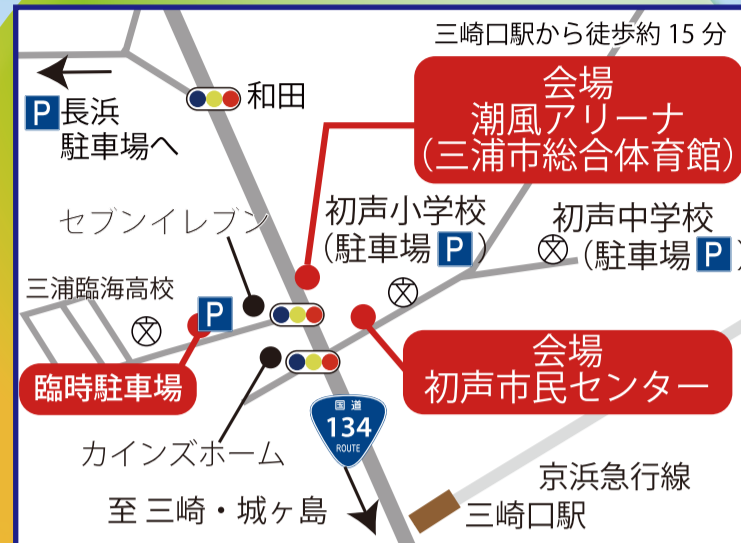 三崎口駅から徒歩約15分
会場
潮風アリーナ
(三浦市総合体育館)
和田
P 長浜
駐車場へ
セブンイレブン
初声小学校
(駐車場 P )
初声中学校
(駐車場 P )
三浦臨海高校
文
文
文
P
臨時駐車場
会場
初声市民センター
カインズホーム
国道
134
ROUTE
至 三崎・城ヶ島
京浜急行線
三崎口駅